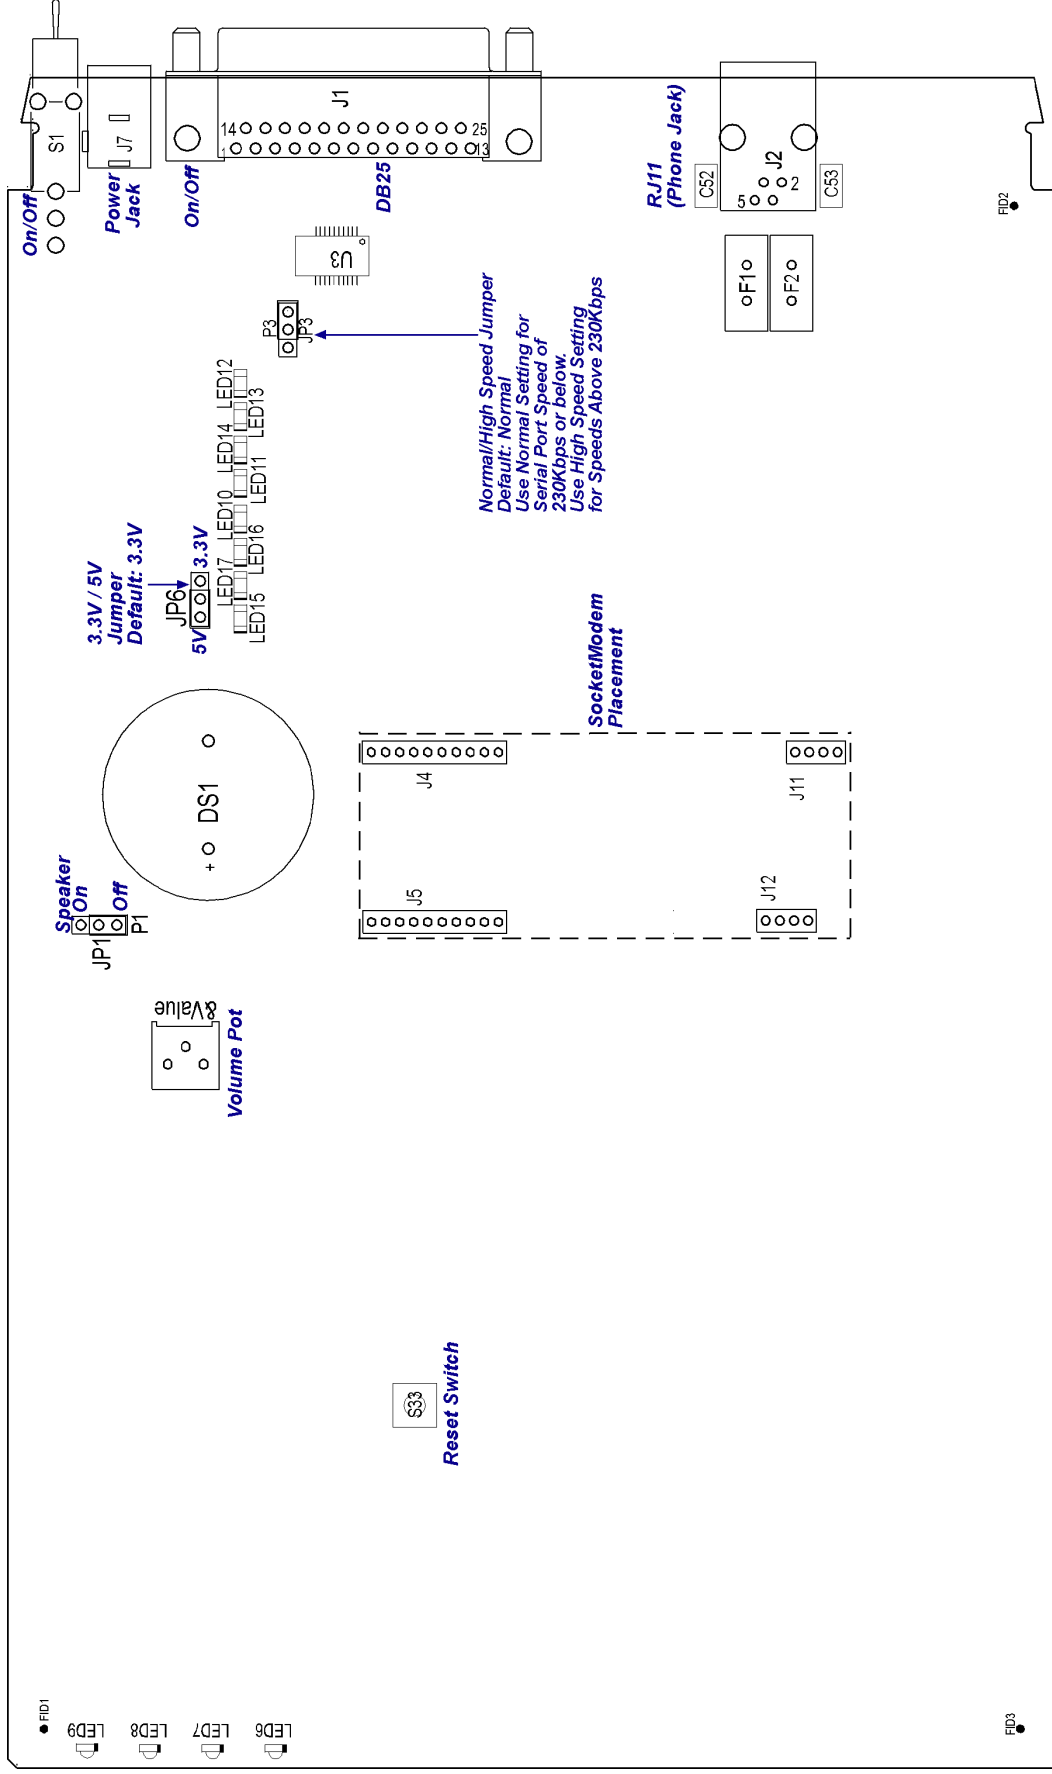 S1
On/Off
J7
Power
Jack
On/Off
J1
14
25
1
13
DB25
RJ11
(Phone Jack)
C52
J2
2
5
C53
FID2
U3
F1
F2
P3
JP3
Normal/High Speed Jumper
Default: Normal
Use Normal Setting for
Serial Port Speed of
230Kbps or below.
Use High Speed Setting
for Speeds Above 230Kbps
LED12
LED13
LED14
LED11
LED10
LED16
LED17
LED15
3.3V / 5V
Jumper
Default: 3.3V
JP6
3.3V
5V
SocketModem
Placement
DS1
+
J4
J11
J5
J12
Speaker
On
Off
JP1
P1
&Value
Volume Pot
S33
Reset Switch
FID1
LED9
LED8
LED7
LED6
FID3